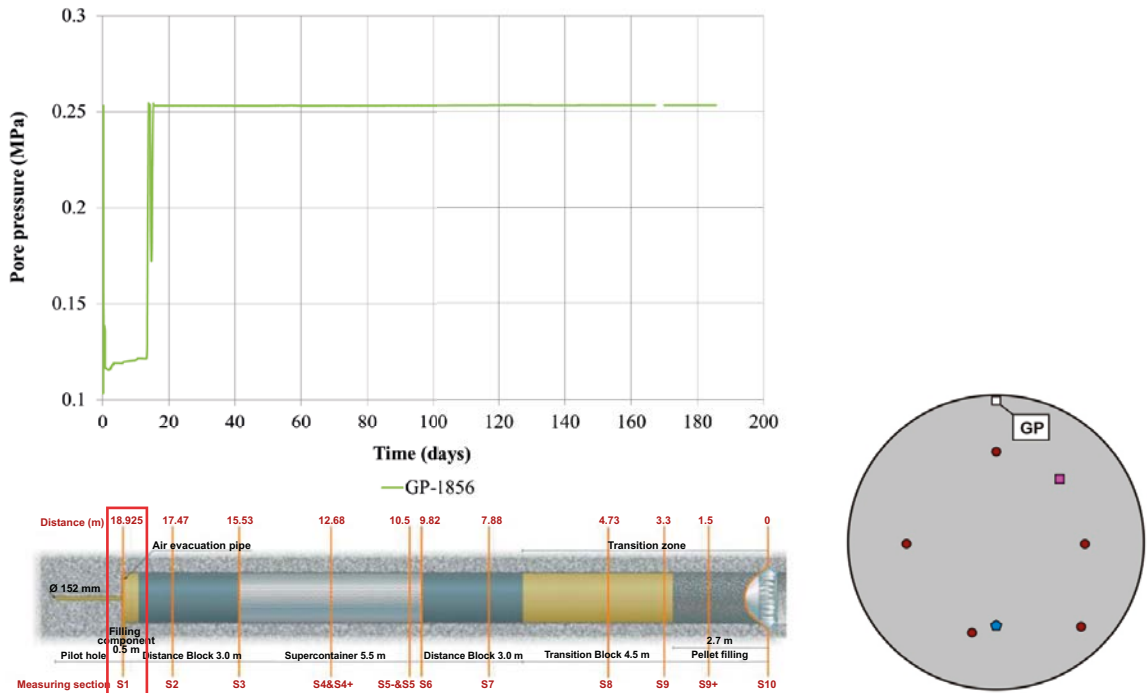 0.3
0.25
0.2
0.15
0.1
Pore pressure (MPa)
0 20 40 60 80 100 120 140 160 180 200
Time (days)
GP-1856
GP
Distance (m) 18.925 17.47 15.53 12.68 10.5 9.82 7.88 4.73 3.3 1.5 0
Air evacuation pipe Transition zone
Ø 152 mm
Filling
component
0.5 m
2.7 m
Pilot hole Distance Block 3.0 m Supercontainer 5.5 m Distance Block 3.0 m Transition Block 4.5 m Pellet filling
Measuring section S1 S2 S3 S4&S4+ S5-&S5 S6 S7 S8 S9 S9+ S10